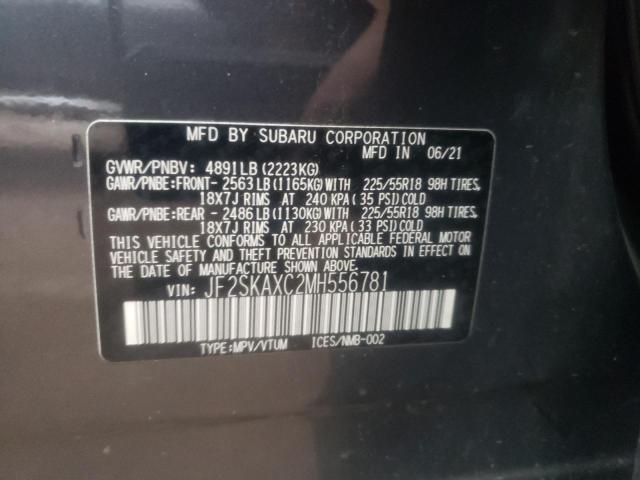 MFD BY SUBARU CORPORATION
MFD IN 06/21
GVWR/PNBV: 4891LB (2223KG)
GAWR/PNBE:FRONT- 2563LB (1165KG) WITH 225/55R18 98H TIRES,
18X7J RIMS AT 240 KPA ( 35 PSI) COLD
GAWR/PNBE:REAR - 2486LB (1130KG) WITH 225/55R18 98H TIRES,
18X7J RIMS AT 230 KPA ( 33 PSI) COLD
THIS VEHICLE CONFORMS TO ALL APPLICABLE FEDERAL MOTOR
VEHICLE SAFETY AND THEFT PREVENTION STANDARDS IN EFFECT ON
THE DATE OF MANUFACTURE SHOWN ABOVE.
VIN: JF2SKAXC2MH556781
TYPE:MPV/VTUM ICES/NMB-002